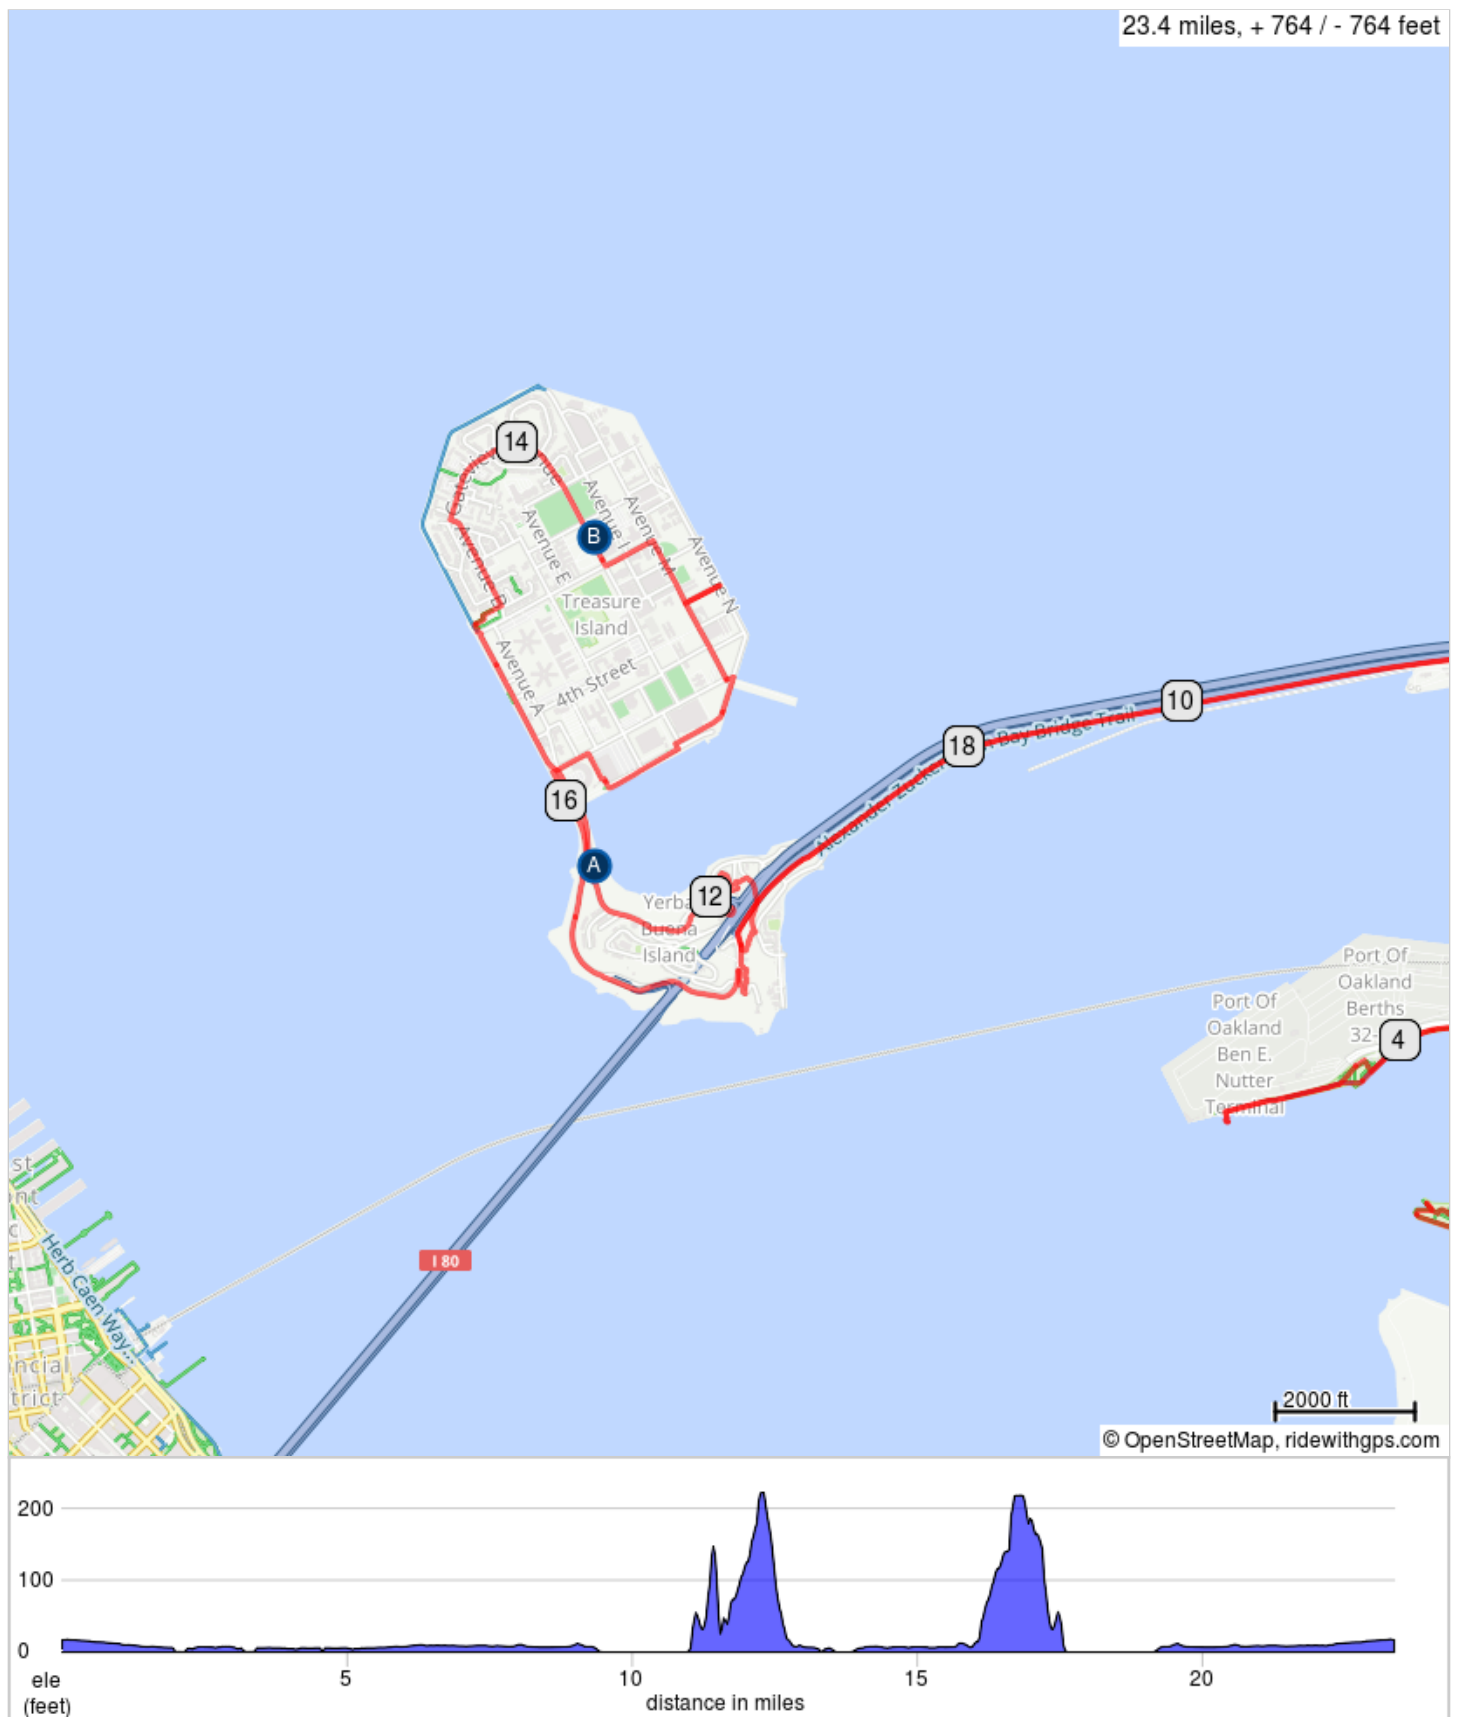 23.4 miles, + 764 / - 764 feet
14
Avenue
B
Avenue I
Avenue E
Avenue M
Avenue N
Avenue B
Treasure
Island
Avenue A
4th Street
10
18
Bay Bridge Trail
16
A
12
Yerba
Buena
Island
Port Of
Oakland
Berths
32-
4
Port Of
Oakland
Ben E.
Nutter
Terminal
I 80
Herb Caen Way...
2000 ft
© OpenStreetMap, ridewithgps.com
200
100
0
ele
(feet)
5
10
15
20
distance in miles